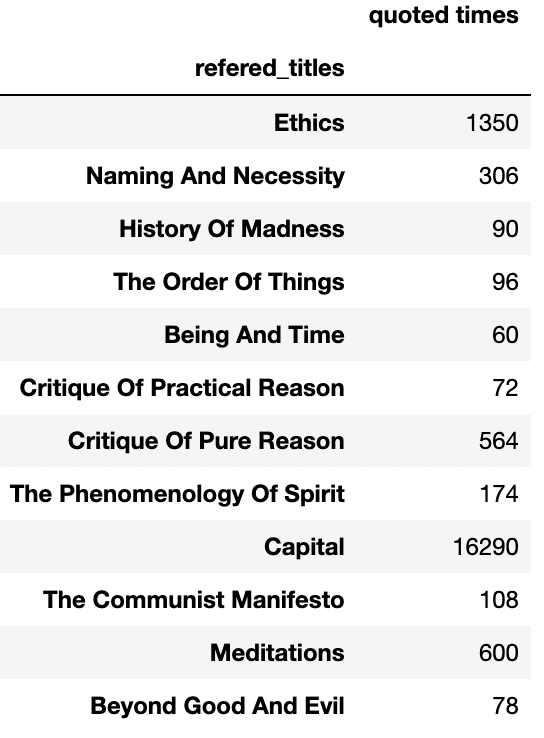 quoted times
refered_titles
Ethics 1350
Naming And Necessity 306
History Of Madness 90
The Order Of Things 96
Being And Time 60
Critique Of Practical Reason 72
Critique Of Pure Reason 564
The Phenomenology Of Spirit 174
Capital 16290
The Communist Manifesto 108
Meditations 600
Beyond Good And Evil 78